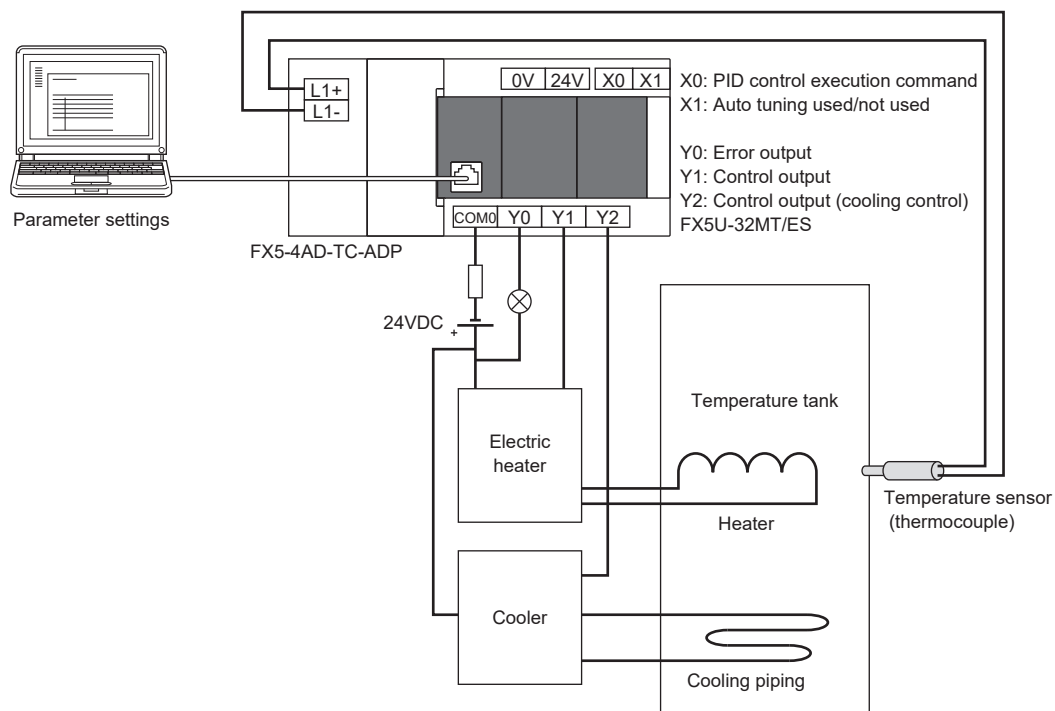 L1+
L1-
0V 24V X0 X1
X0: PID control execution command
X1: Auto tuning used/not used
Y0: Error output
Y1: Control output
Y2: Control output (cooling control)
FX5U-32MT/ES
COM0 Y0 Y1 Y2
Parameter settings
FX5-4AD-TC-ADP
24VDC
+
Temperature tank
Electric
heater
Heater
Temperature sensor
(thermocouple)
Cooler
Cooling piping